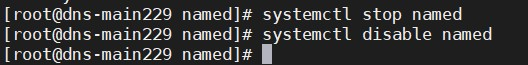 [root@dns-main229 named]# systemctl stop named
[root@dns-main229 named]# systemctl disable named
[root@dns-main229 named]#